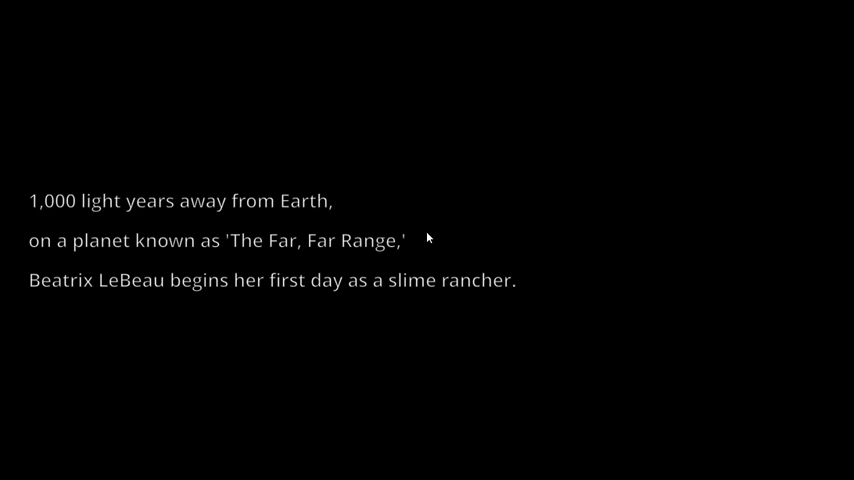 1,000 light years away from Earth,
on a planet known as 'The Far, Far Range,'
Beatrix LeBeau begins her first day as a slime rancher.